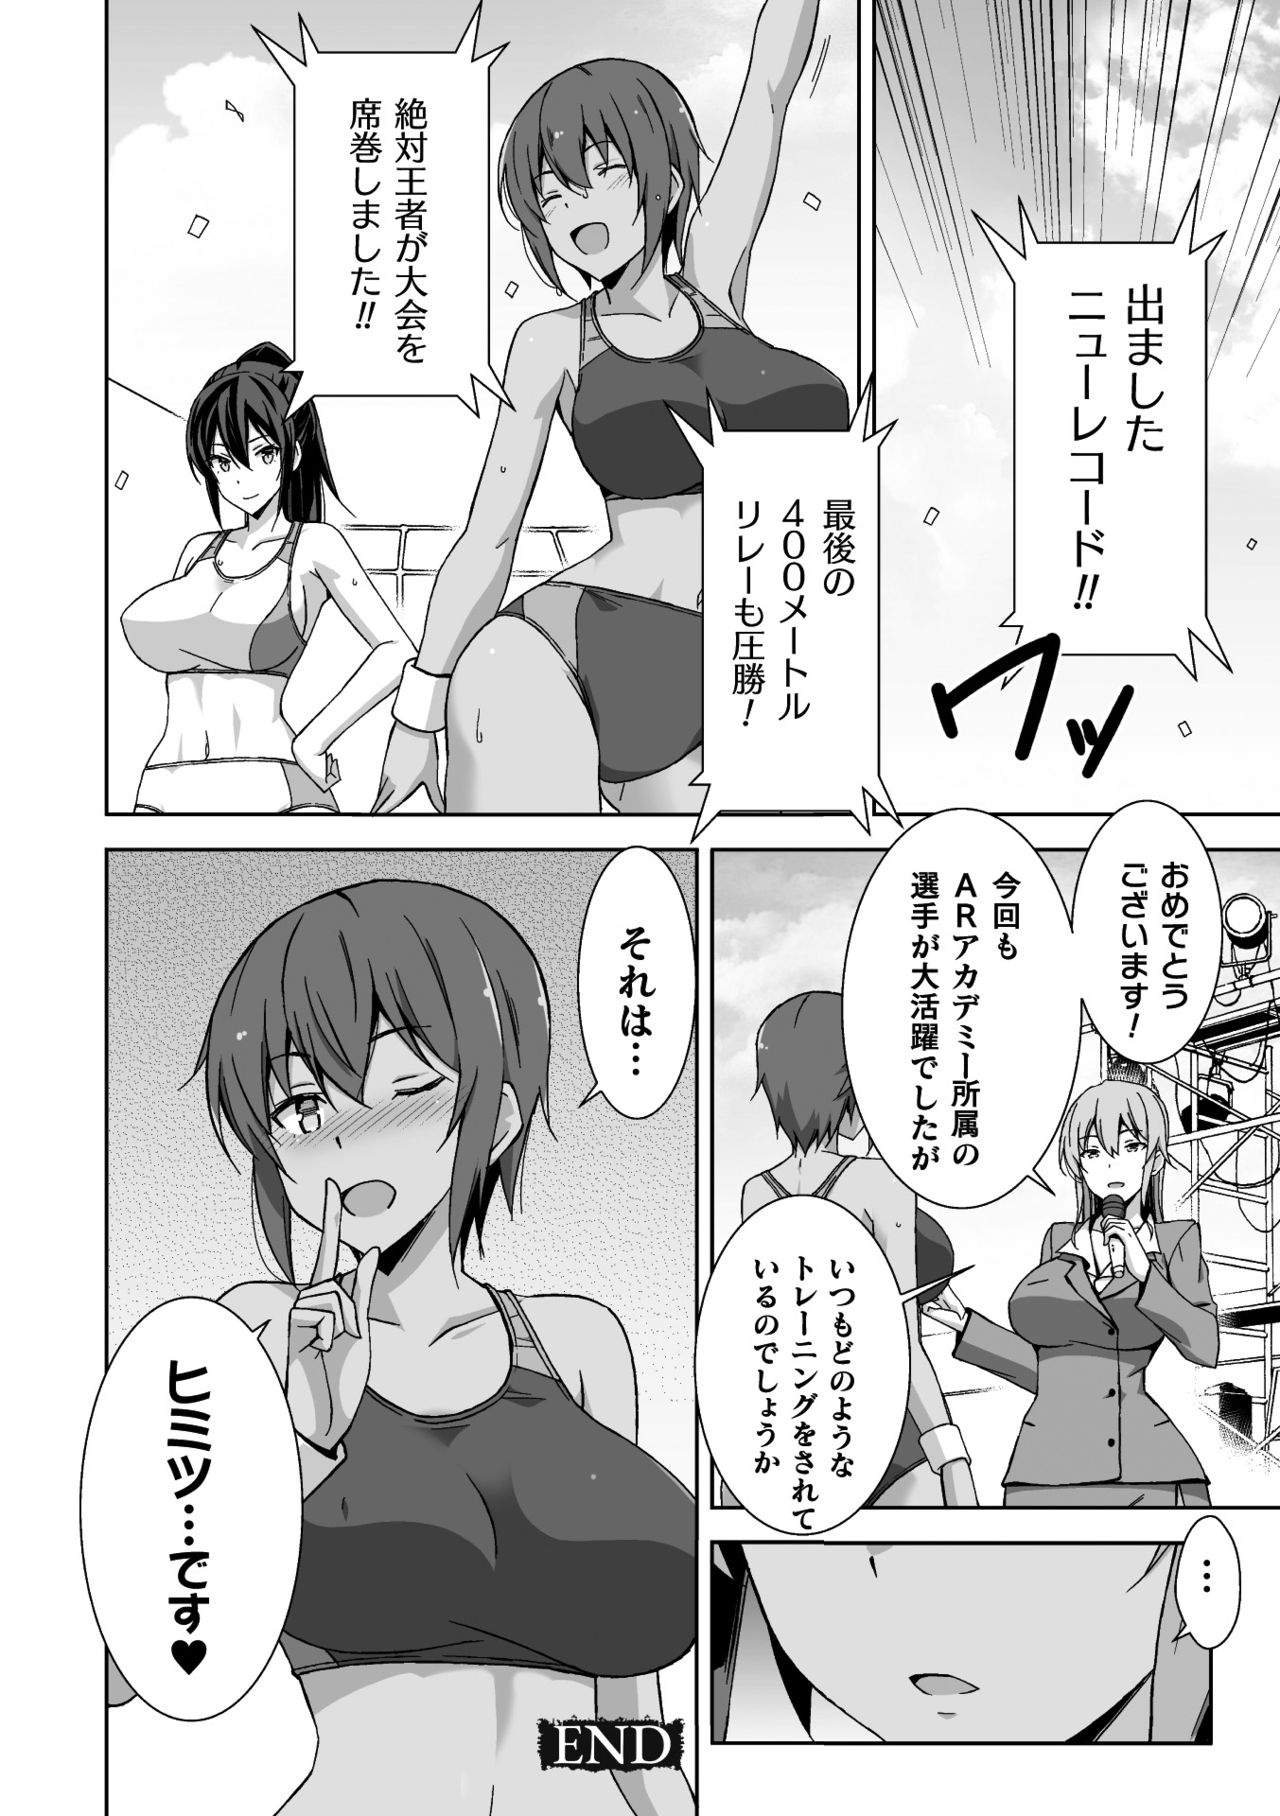 出ました
ニューレコード!!
ワッ
最後の
400メートル
リレーも圧勝!
絶対王者が大会を
席巻しました!!
おめでとう
ございます!
今回も
ARアカデミー所属の
選手が大活躍でしたが
いつもどのような
トレーニングをされて
いるのでしょうか
…
それは…
ヒミツ…です♥
END